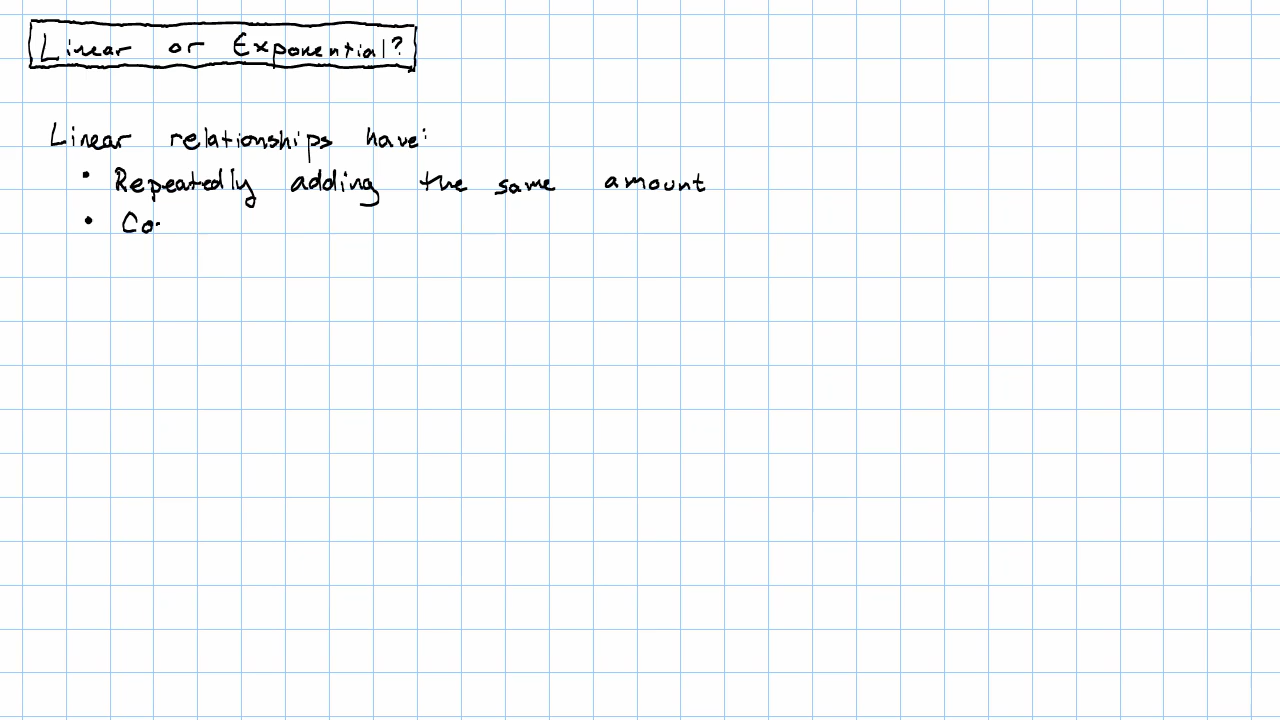 Linear or Exponential?
Linear relationships have:
• Repeatedly adding the same amount
• Co